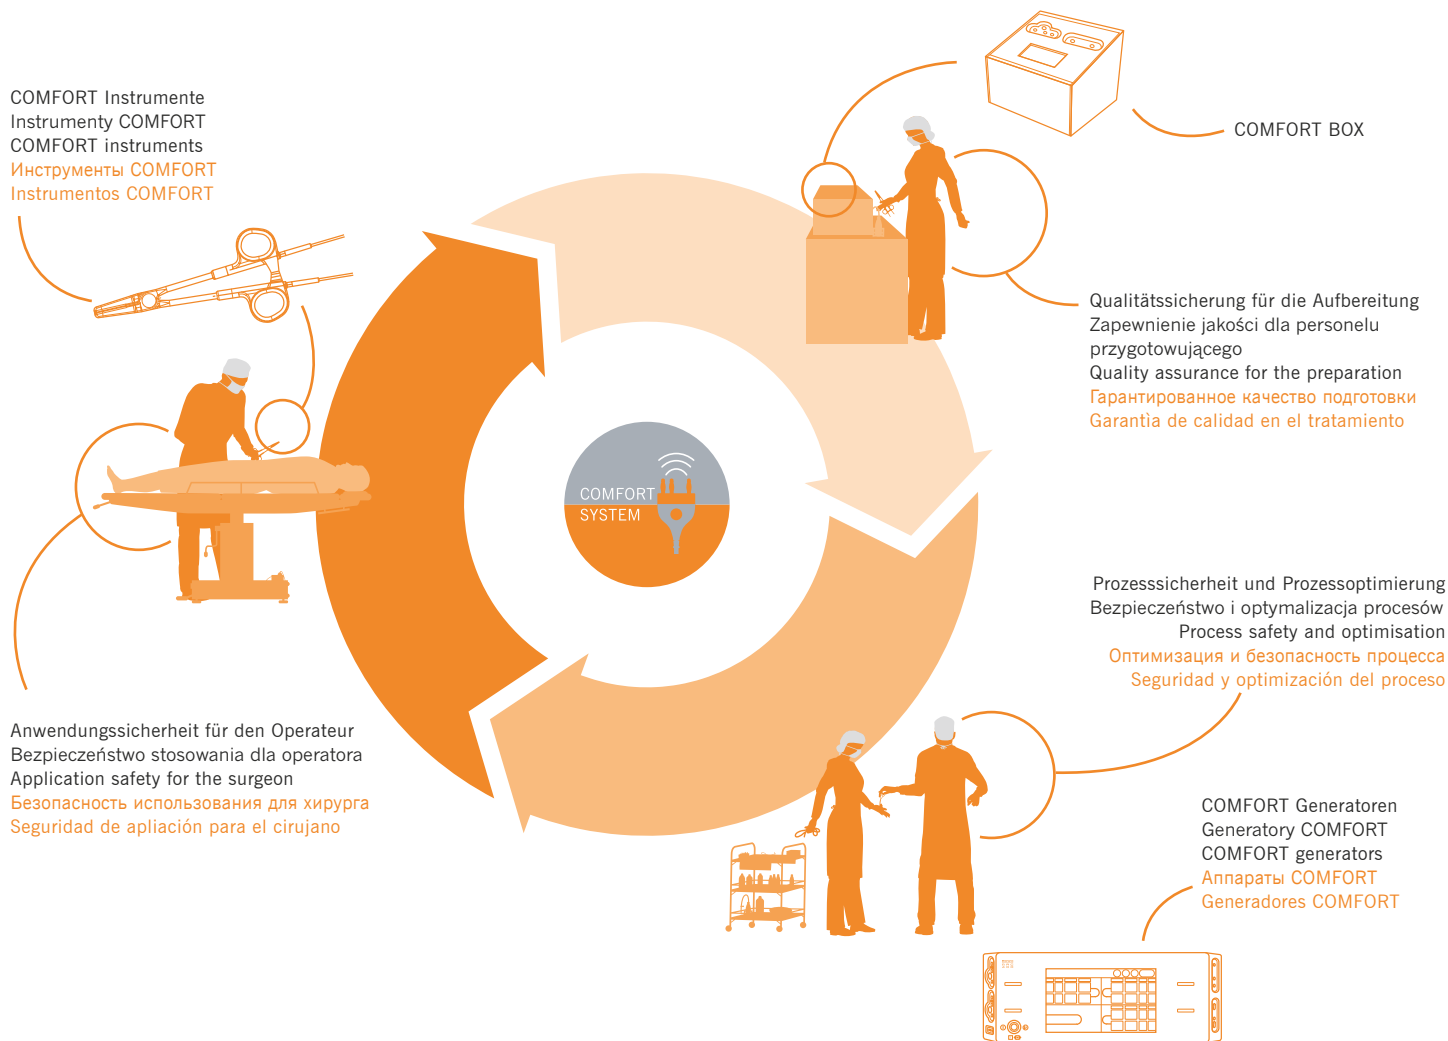 COMFORT Instrumente
Instrumenty COMFORT
COMFORT instruments
Инструменты COMFORT
Instrumentos COMFORT
COMFORT BOX
Qualitätssicherung für die Aufbereitung
Zapewnienie jakości dla personelu
przygotowującego
Quality assurance for the preparation
Гарантированное качество подготовки
Garantìa de calidad en el tratamiento
COMFORT
SYSTEM
Prozesssicherheit und Prozessoptimierung
Bezpieczeństwo i optymalizacja procesów
Process safety and optimisation
Оптимизация и безопасность процесса
Seguridad y optimización del proceso
Anwendungssicherheit für den Operateur
Bezpieczeństwo stosowania dla operatora
Application safety for the surgeon
Безопасность использования для хирурга
Seguridad de apliación para el cirujano
COMFORT Generatoren
Generatory COMFORT
COMFORT generators
Аппараты COMFORT
Generadores COMFORT